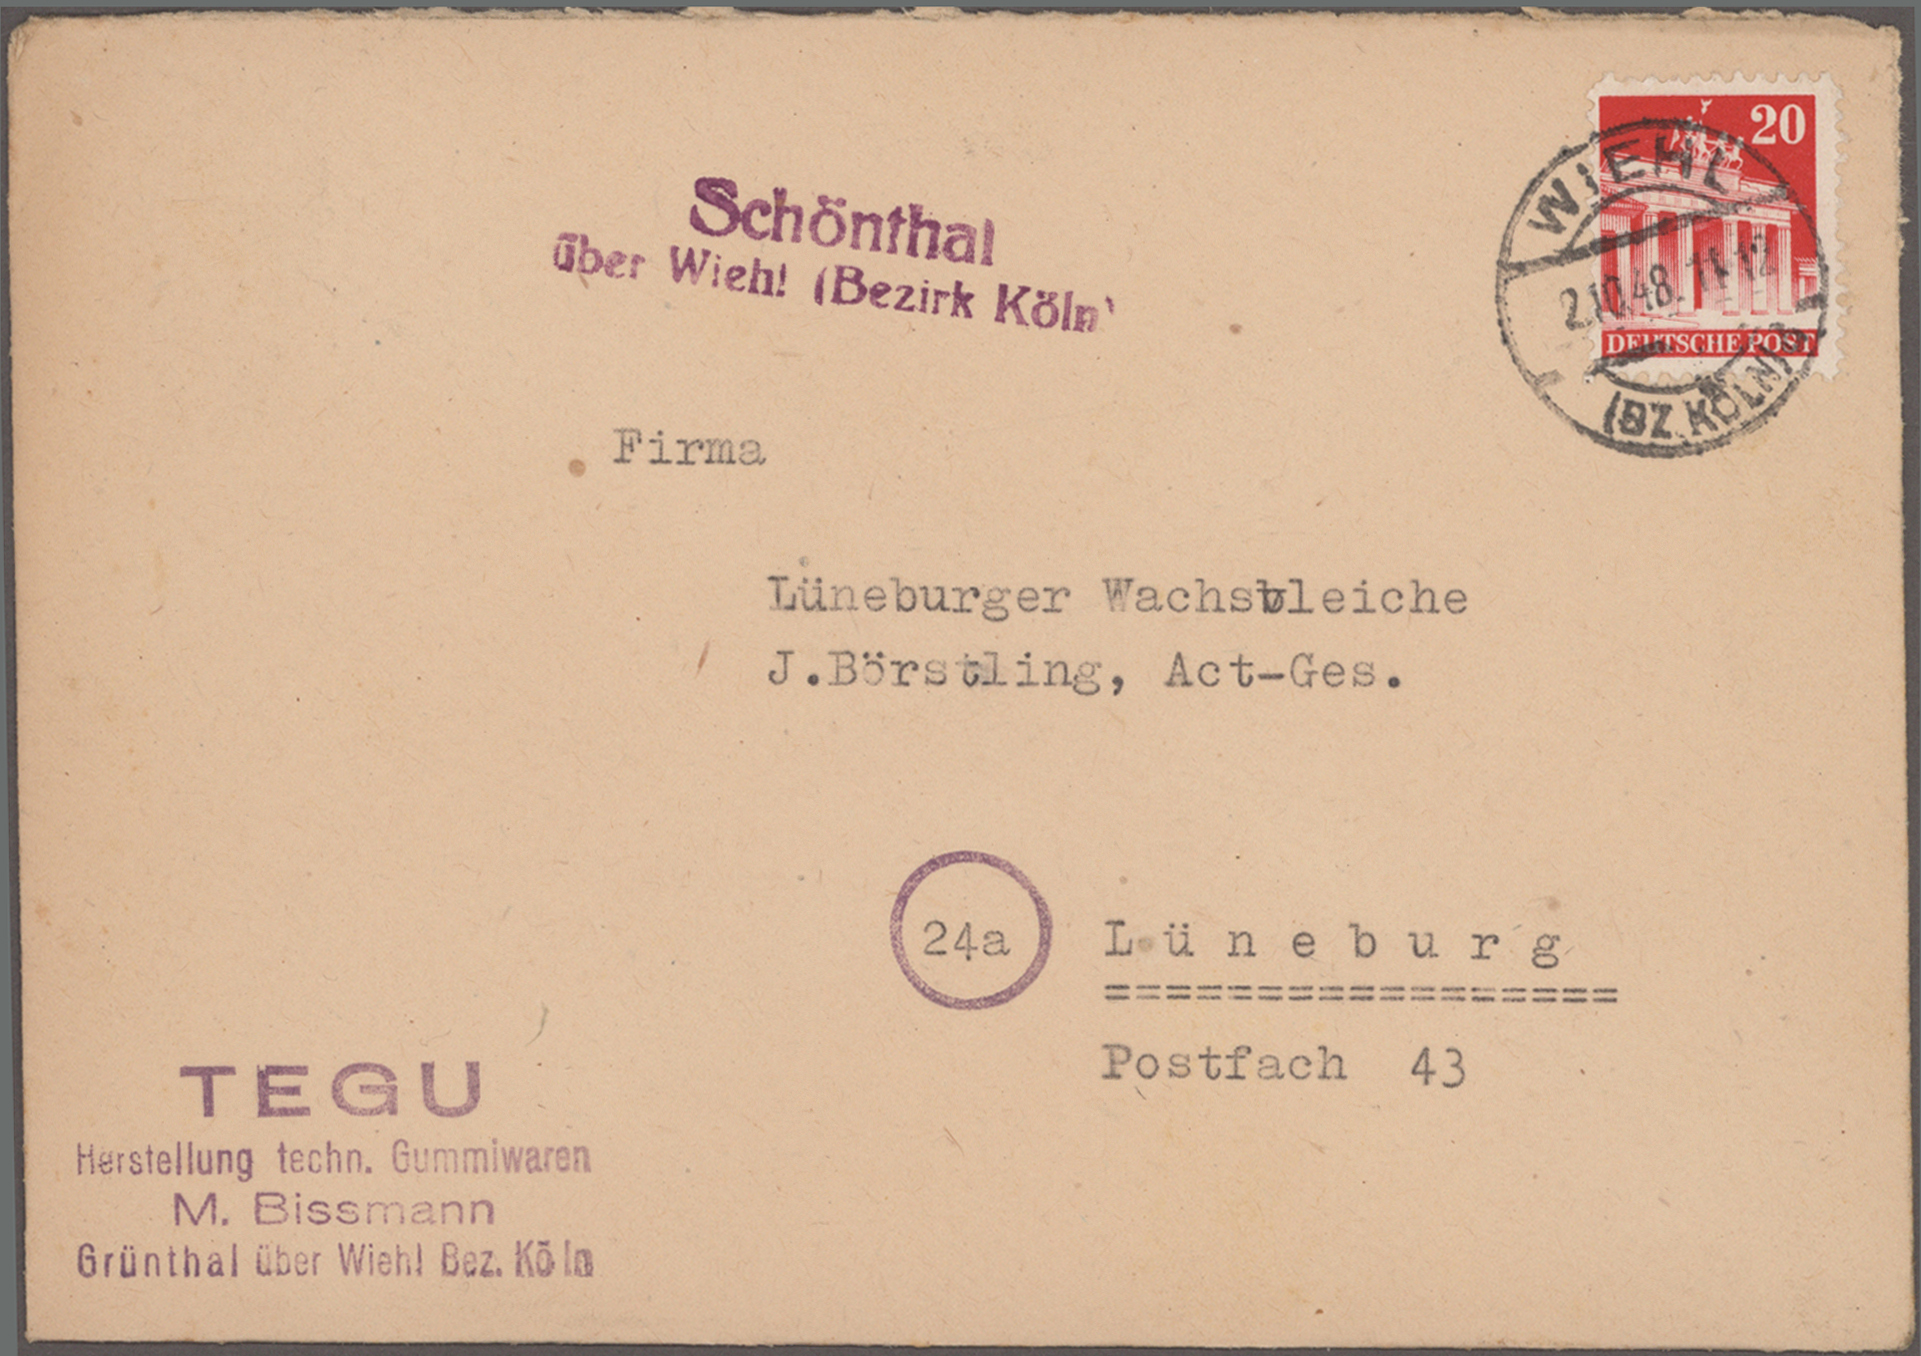 Schönthal
über Wiehl (Bezirk Köln)
20
DEUTSCHE POST
WIEHL
2.10.48. 11-12
(BZ. KÖLN)
Firma
Lüneburger Wachsbleiche
J.Börstling, Act-Ges.
24a Lüneburg
=================
Postfach 43
TEGU
Herstellung techn. Gummiwaren
M. Bissmann
Grünthal über Wiehl Bez. Köln